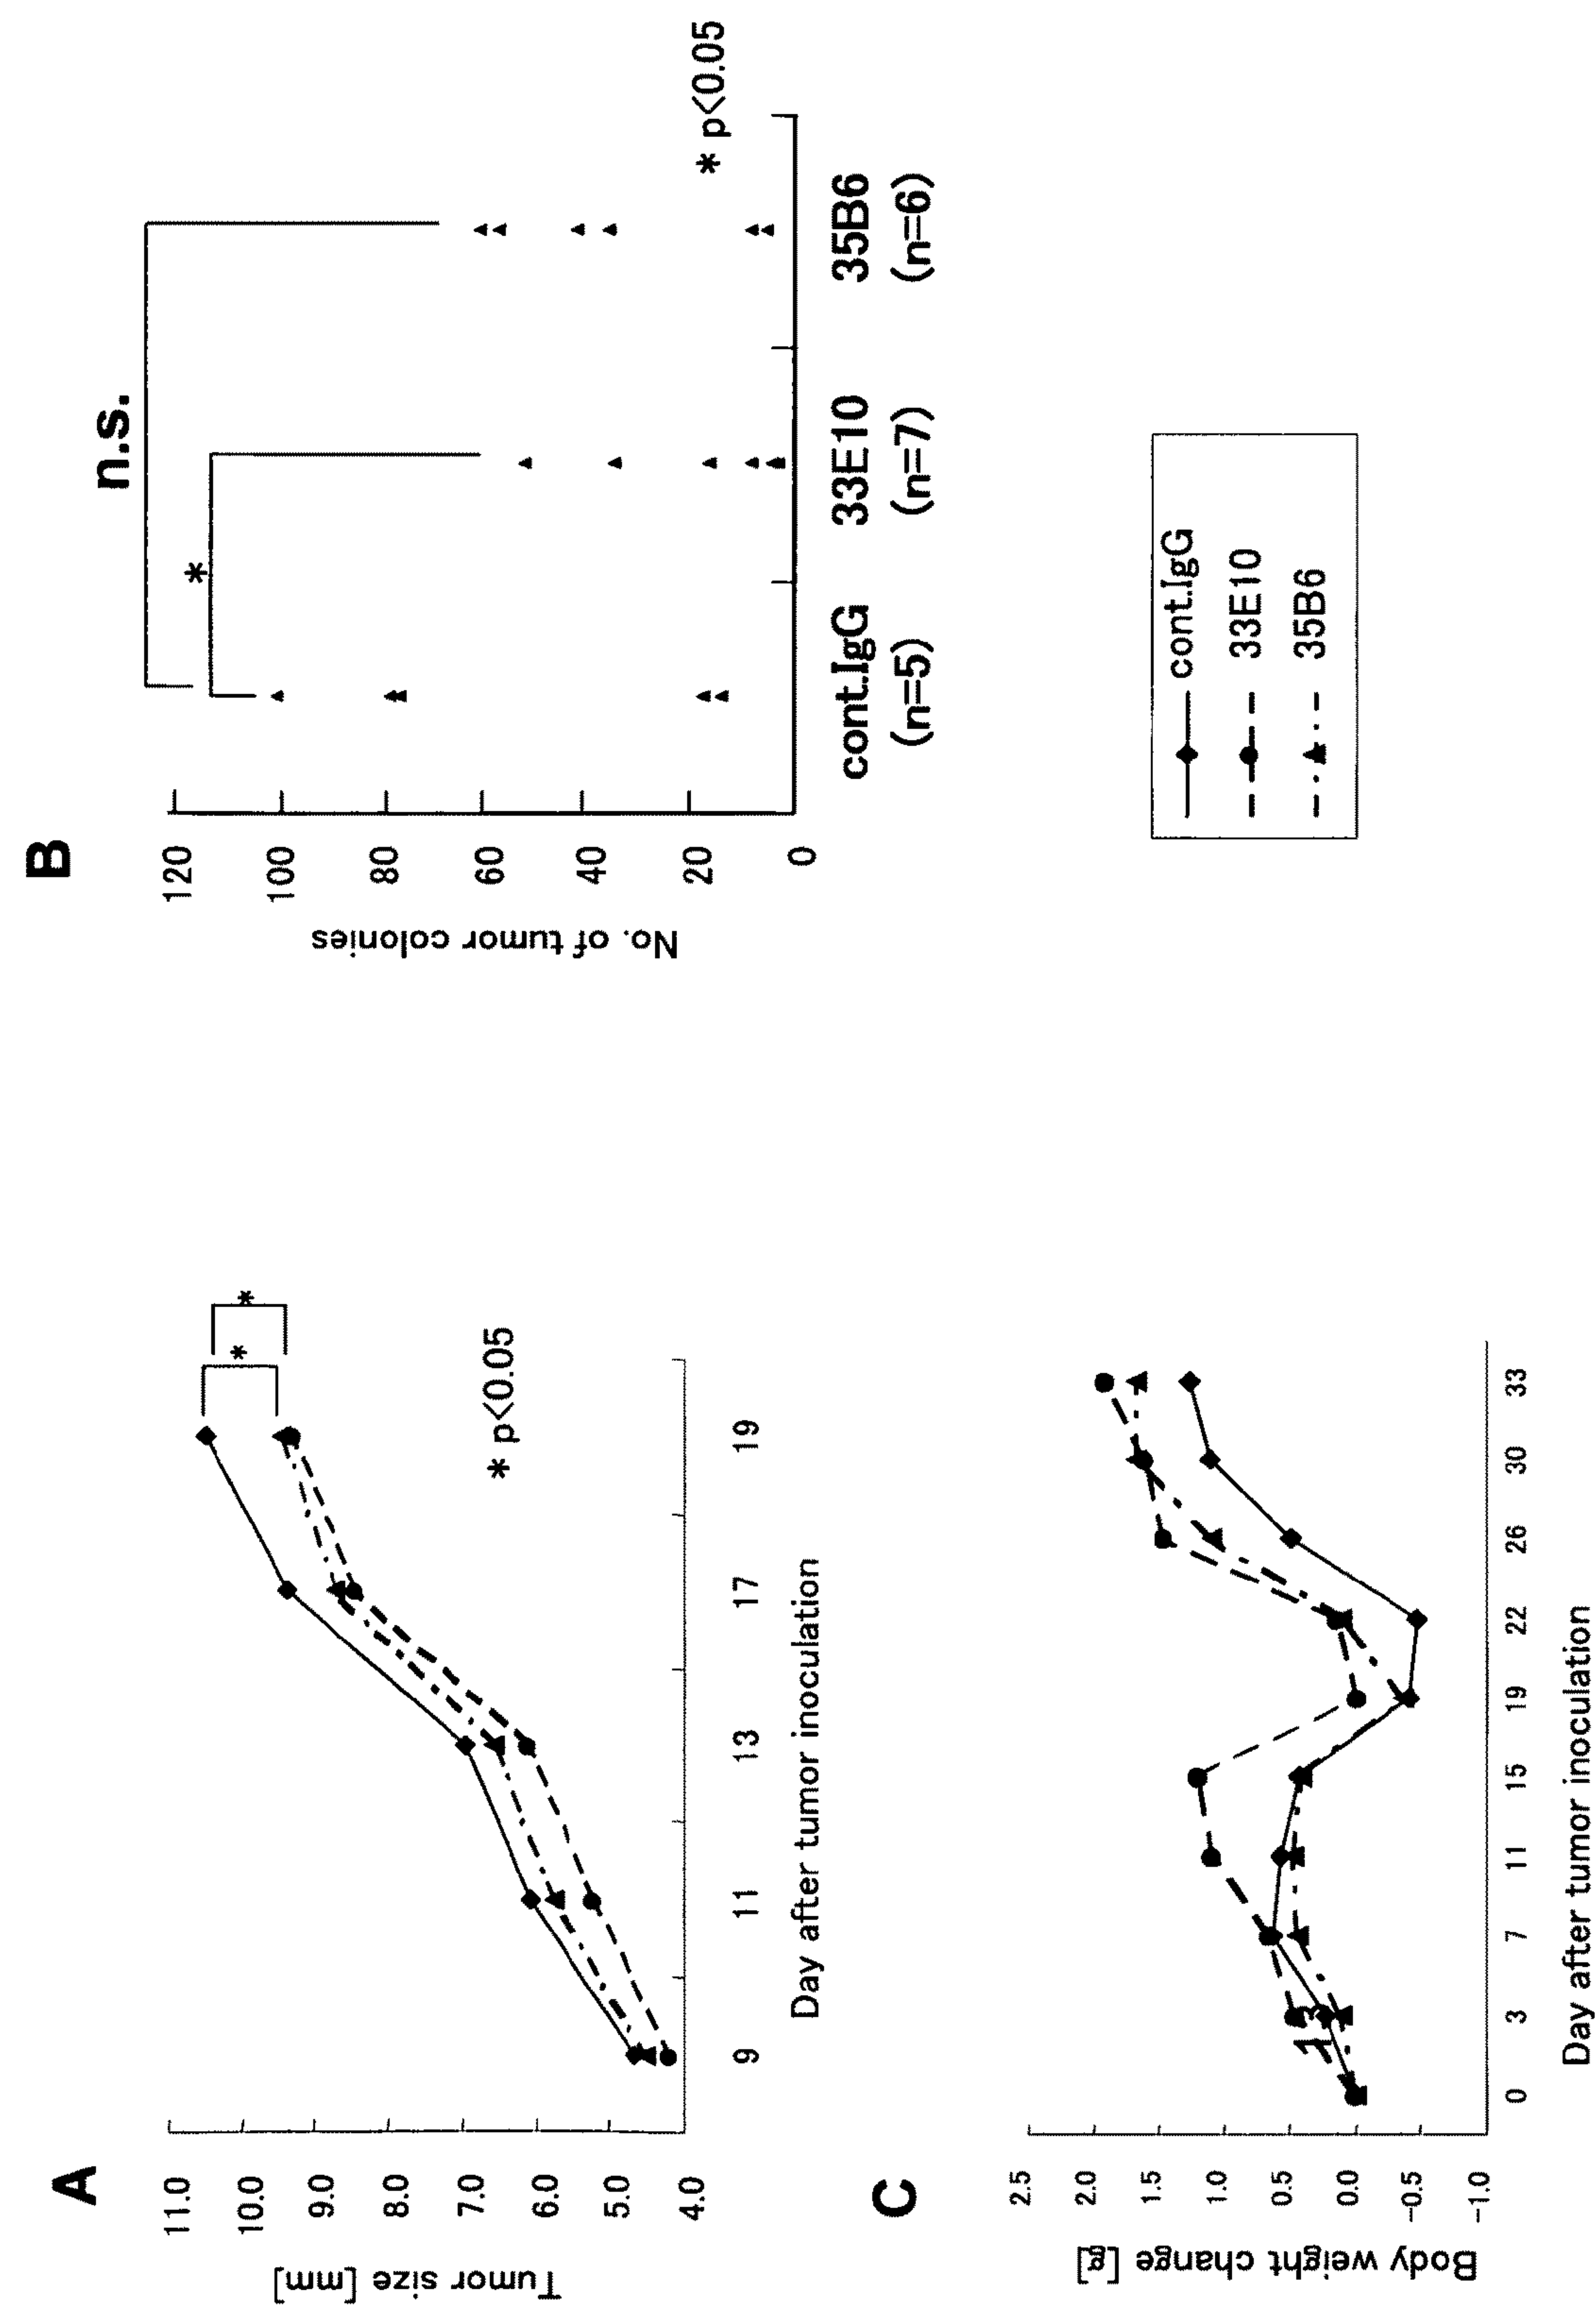 A
Tumor size [mm]
11.0
10.0
9.0
8.0
7.0
6.0
5.0
4.0
*
*
* p<0.05
9
11
13
17
19
Day after tumor inoculation
B
No. of tumor colonies
120
100
80
60
40
20
0
n.s.
*
* p<0.05
cont.IgG
33E10
35B6
(n=5)
(n=7)
(n=6)
C
Body weight change [g]
2.5
2.0
1.5
1.0
0.5
0.0
-0.5
-1.0
0
3
7
11
15
19
22
26
30
33
Day after tumor inoculation
cont.IgG
33E10
35B6